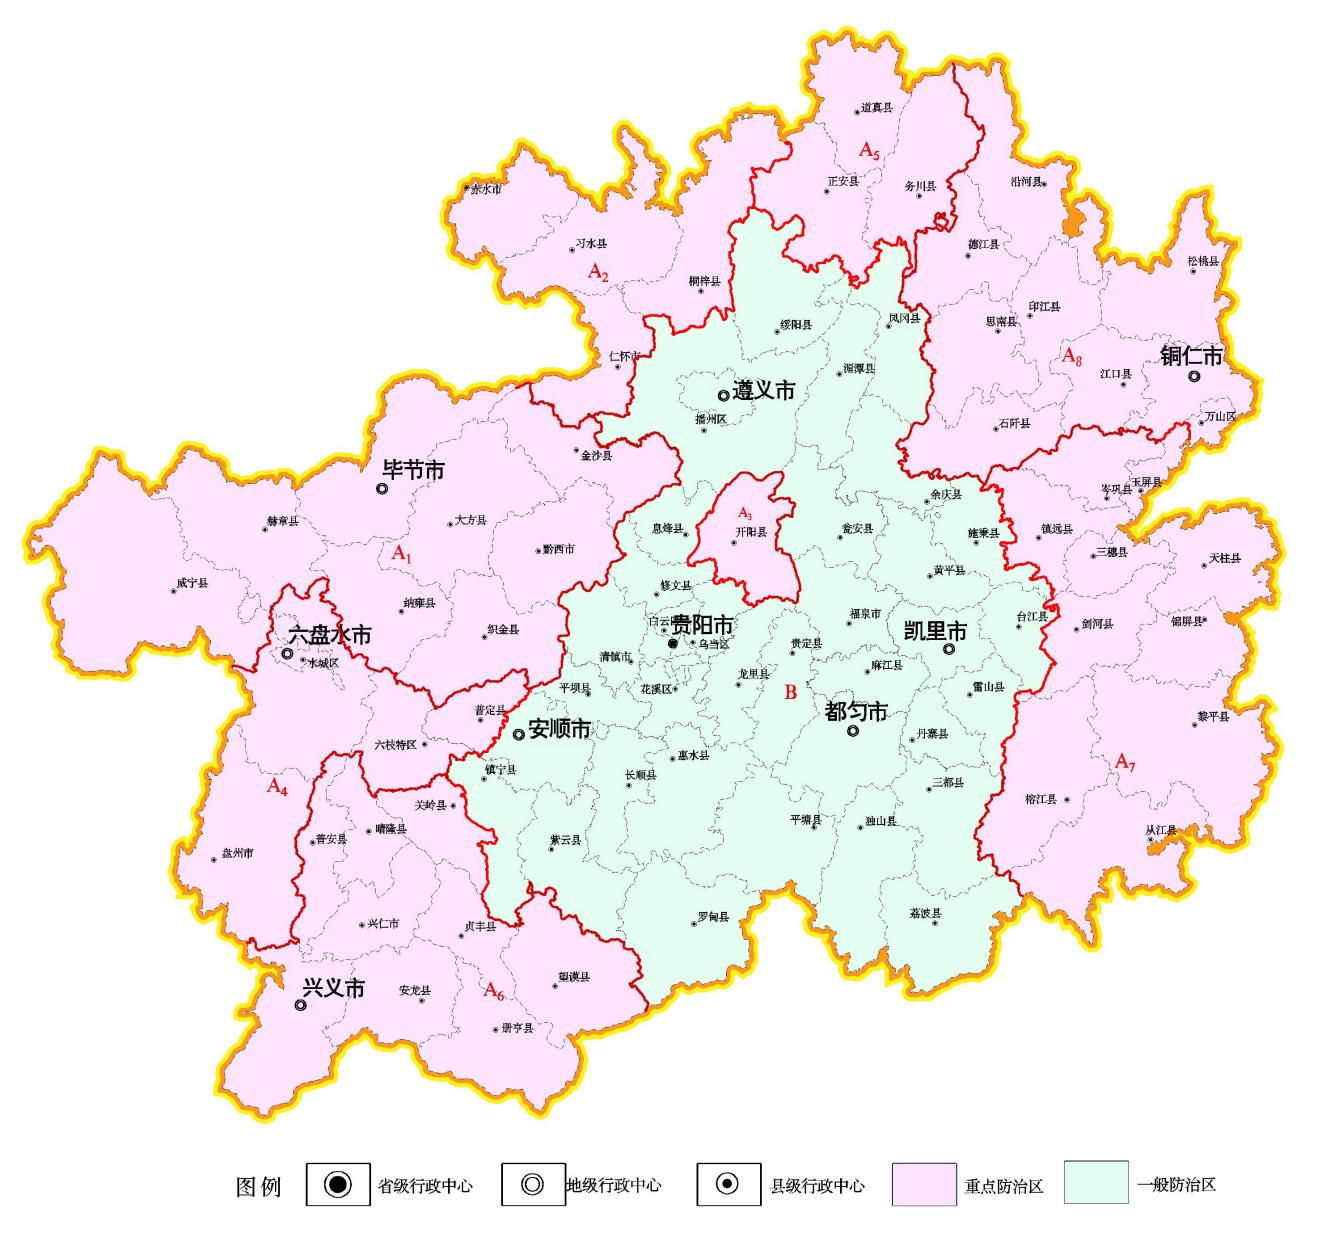 道真县
A5
正安县
务川县
沿河县
赤水市
习水县
A2
桐梓县
德江县
松桃县
绥阳县
凤冈县
思南县
印江县
A8
铜仁市
仁怀市
湄潭县
江口县
遵义市
播州区
万山区
石阡县
毕节市
金沙县
岑巩县
玉屏县
余庆县
赫章县
大方县
A3
开阳县
息烽县
瓮安县
施秉县
镇远县
三穗县
天柱县
A1
黔西市
威宁县
纳雍县
修文县
黄平县
织金县
白云区
贵阳市
乌当区
福泉市
凯里市
台江县
剑河县
锦屏县
六盘水市
水城区
清镇市
贵定县
麻江县
平坝县
花溪区
龙里县
B
雷山县
普定县
安顺市
都匀市
丹寨县
黎平县
六枝特区
镇宁县
惠水县
长顺县
三都县
A7
A4
关岭县
榕江县
晴隆县
普安县
平塘县
独山县
从江县
盘州市
紫云县
兴仁市
贞丰县
罗甸县
荔波县
兴义市
安龙县
A6
望谟县
册亨县
图例
省级行政中心
地级行政中心
县级行政中心
重点防治区
一般防治区